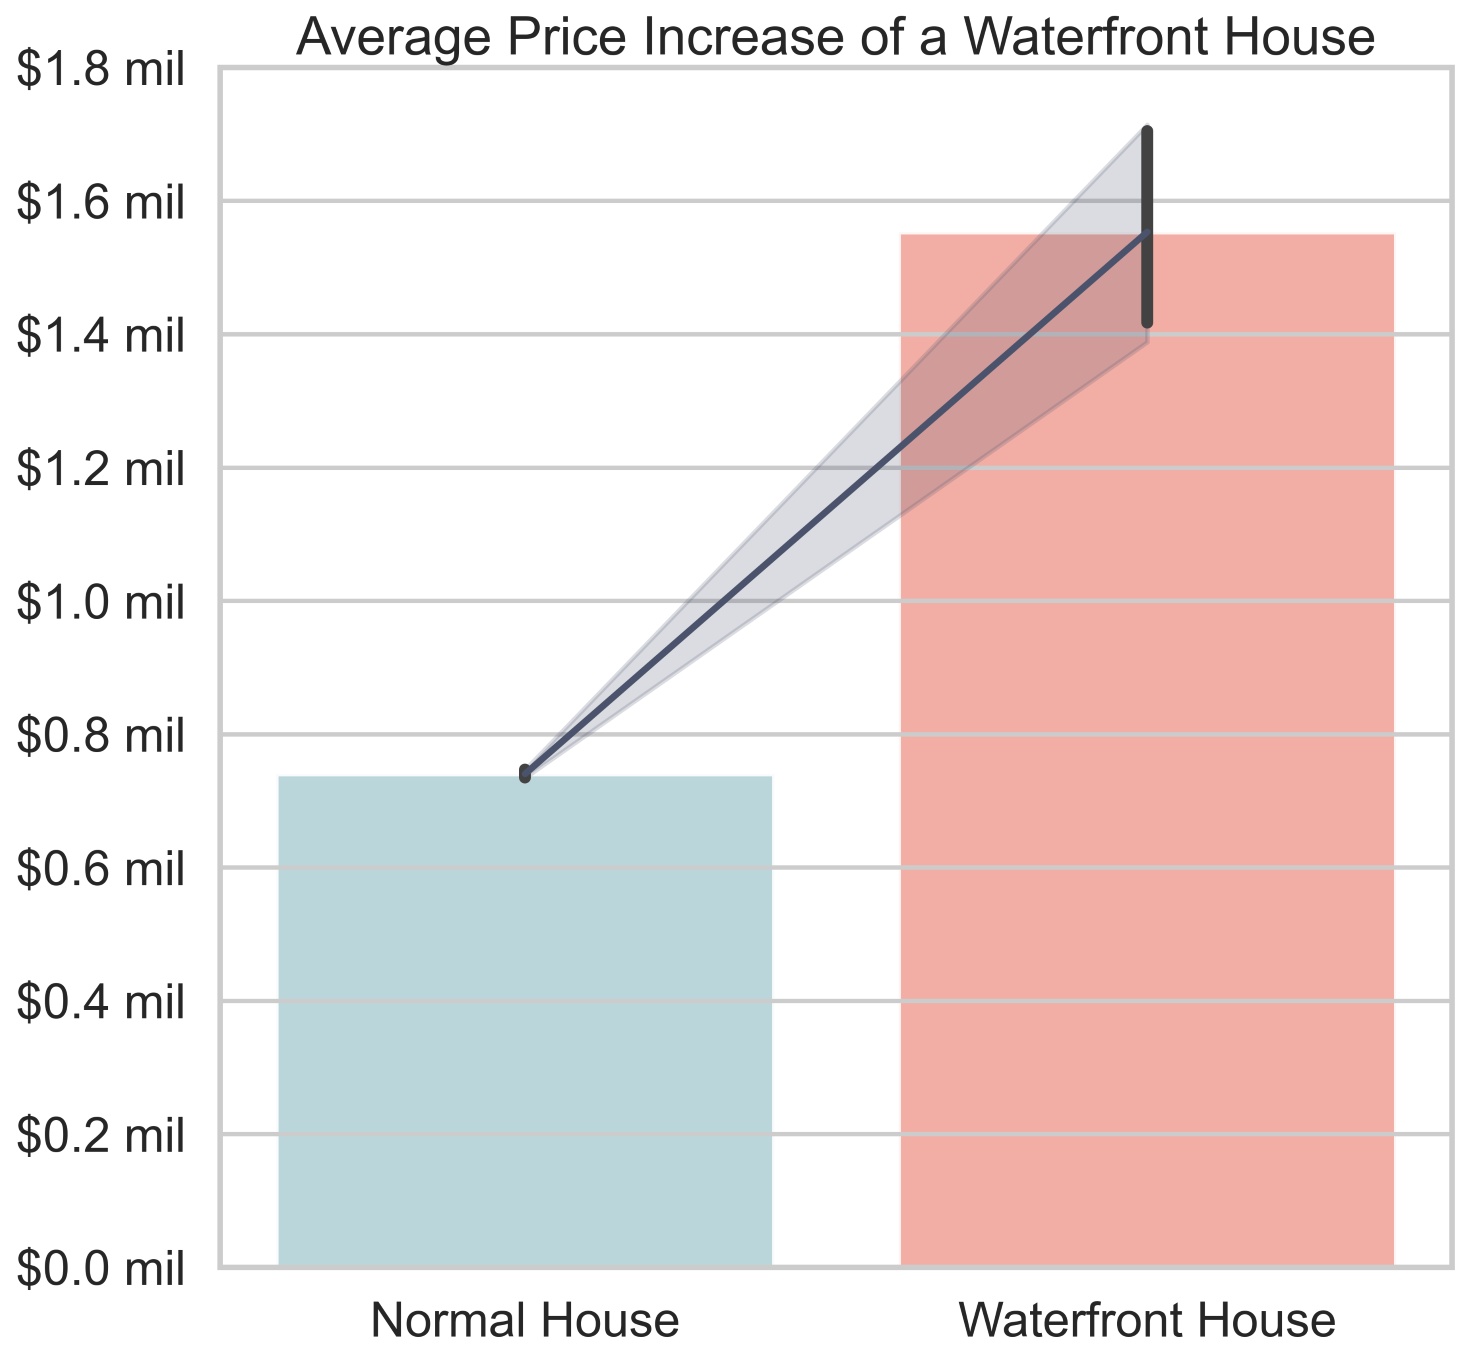 Average Price Increase of a Waterfront House
$1.8 mil
$1.6 mil
$1.4 mil
$1.2 mil
$1.0 mil
$0.8 mil
$0.6 mil
$0.4 mil
$0.2 mil
$0.0 mil
Normal House
Waterfront House